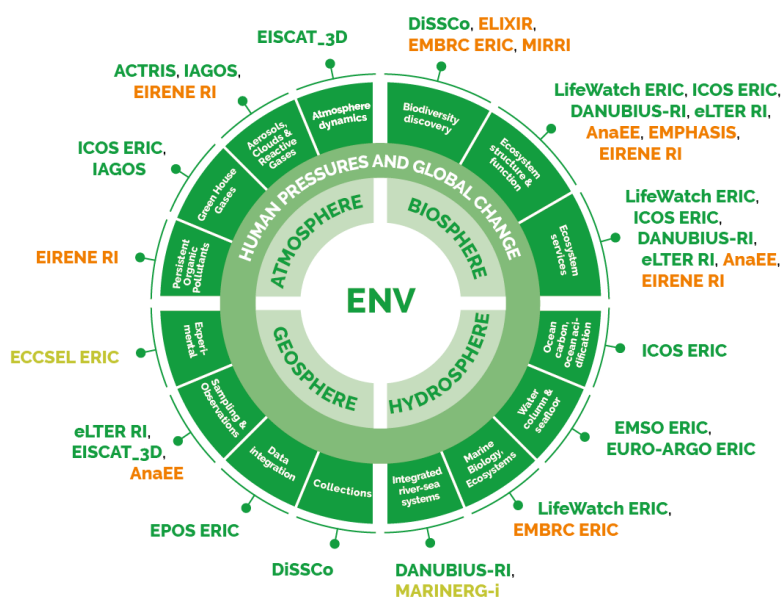 EISCAT_3D
DiSSCo, ELIXIR,
EMBRC ERIC, MIRRI
ACTRIS, IAGOS,
EIRENE RI
LifeWatch ERIC, ICOS ERIC,
DANUBIUS-RI, eLTER RI,
AnaEE, EMPHASIS,
EIRENE RI
ICOS ERIC,
IAGOS
LifeWatch ERIC,
ICOS ERIC,
DANUBIUS-RI,
eLTER RI, AnaEE,
EIRENE RI
EIRENE RI
ECCSEL ERIC
ICOS ERIC
eLTER RI,
EISCAT_3D,
AnaEE
EMSO ERIC,
EURO-ARGO ERIC
EPOS ERIC
LifeWatch ERIC,
EMBRC ERIC
DiSSCo
DANUBIUS-RI,
MARINERG-i
Atmosphere
dynamics
Biodiversity
discovery
Aerosols,
Clouds &
Reactive
Gases
Ecosystem
structure &
function
Green House
Gases
Ecosystem
services
Persistent
Organic
Pollutants
Experi-
mental
Ocean
carbon,
ocean aci-
dification
Sampling &
Observations
Water
column &
seafloor
Data
integration
Marine
Biology,
Ecosystems
Collections
Integrated
river-sea
systems
HUMAN PRESSURES AND GLOBAL CHANGE
ATMOSPHERE
BIOSPHERE
ENV
GEOSPHERE
HYDROSPHERE